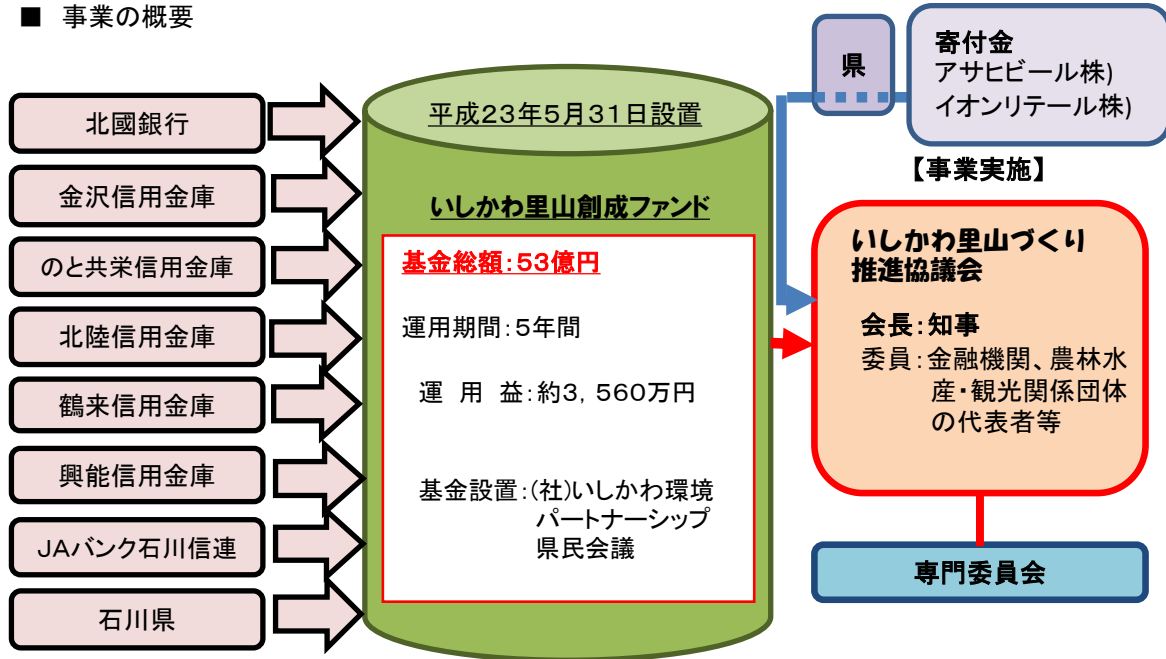 ■ 事業の概要
北國銀行
金沢信用金庫
のと共栄信用金庫
北陸信用金庫
鶴来信用金庫
興能信用金庫
JAバンク石川信連
石川県
平成23年5月31日設置
いしかわ里山創成ファンド
基金総額:53億円
運用期間:5年間
運 用 益:約3,560万円
基金設置:(社)いしかわ環境
パートナーシップ
県民会議
県
寄付金
アサヒビール株)
イオンリテール株)
【事業実施】
いしかわ里山づくり
推進協議会
会長:知事
委員:金融機関、農林水
産・観光関係団体
の代表者等
専門委員会